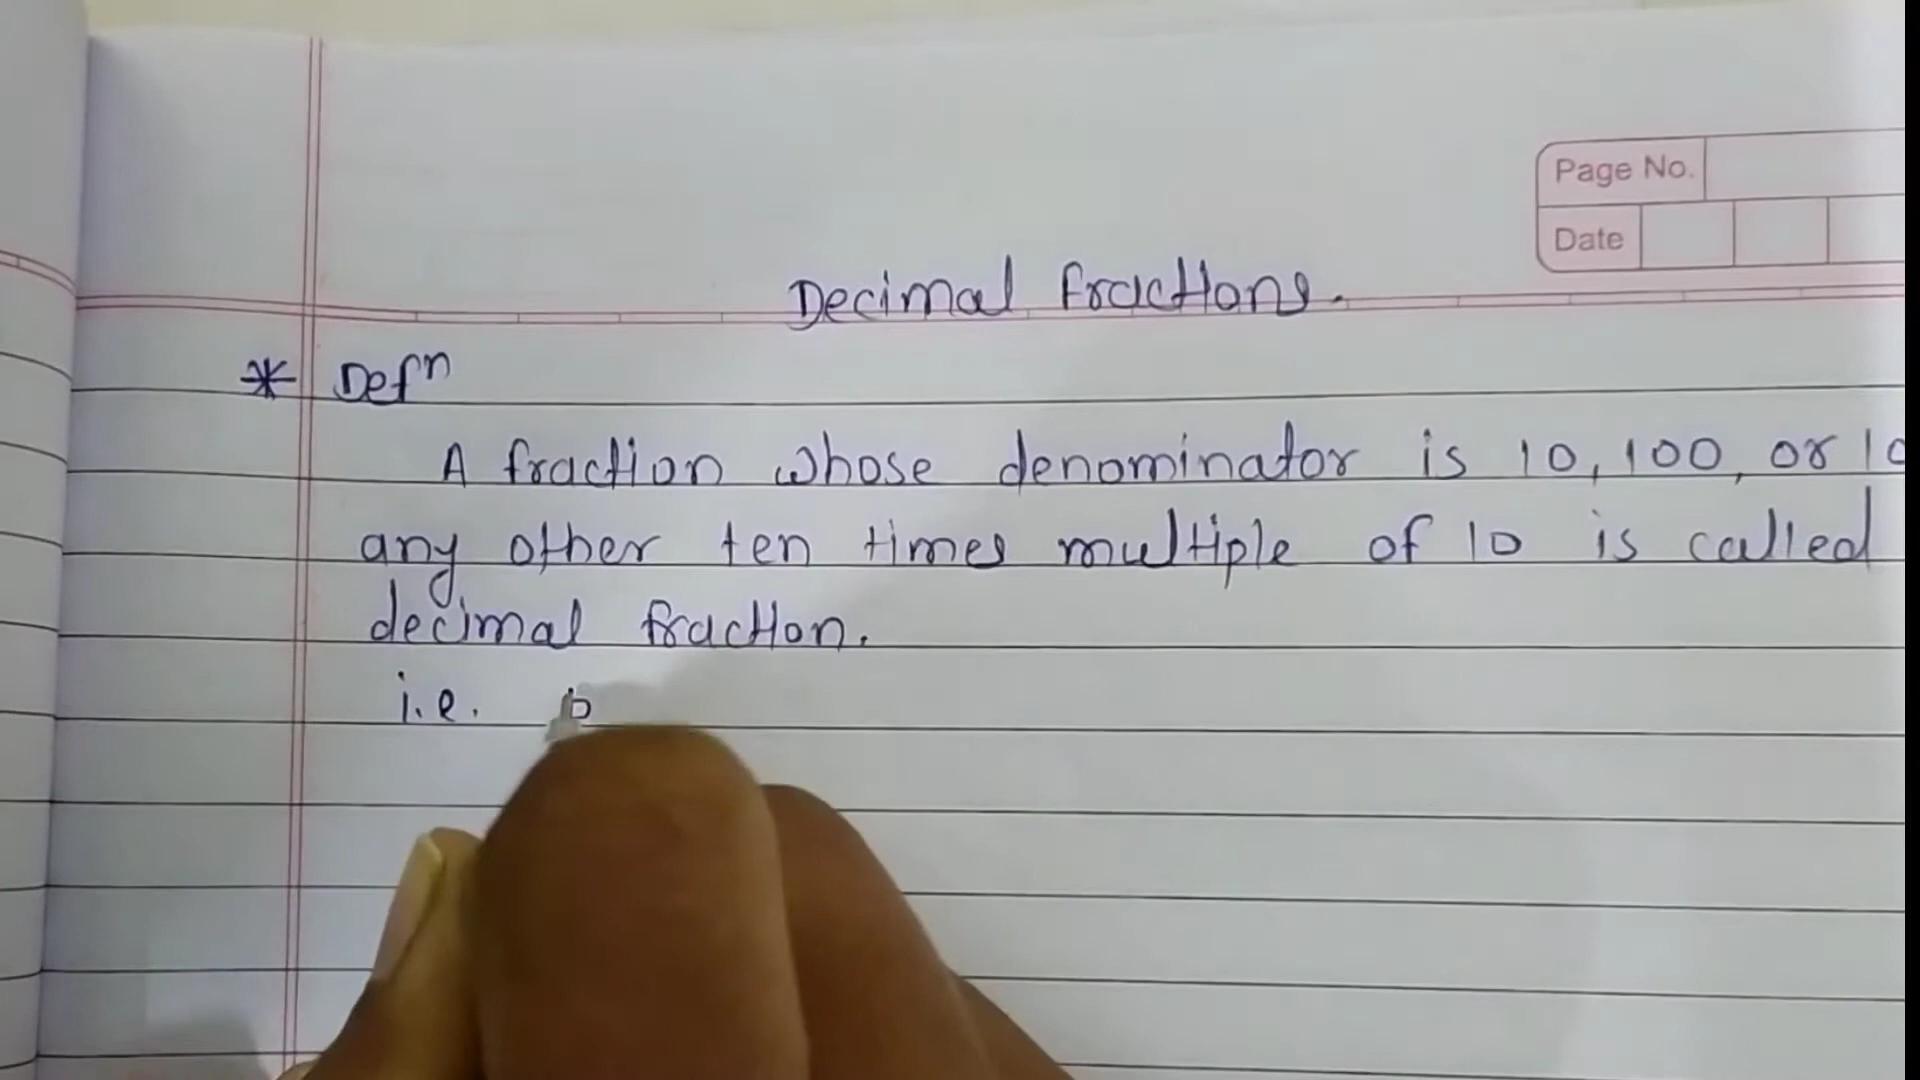 Page No.
Date
Decimal fractions.
* Defn
A fraction whose denominator is 10, 100, or 10
any other ten times multiple of 10 is called
decimal fraction.
i.e.